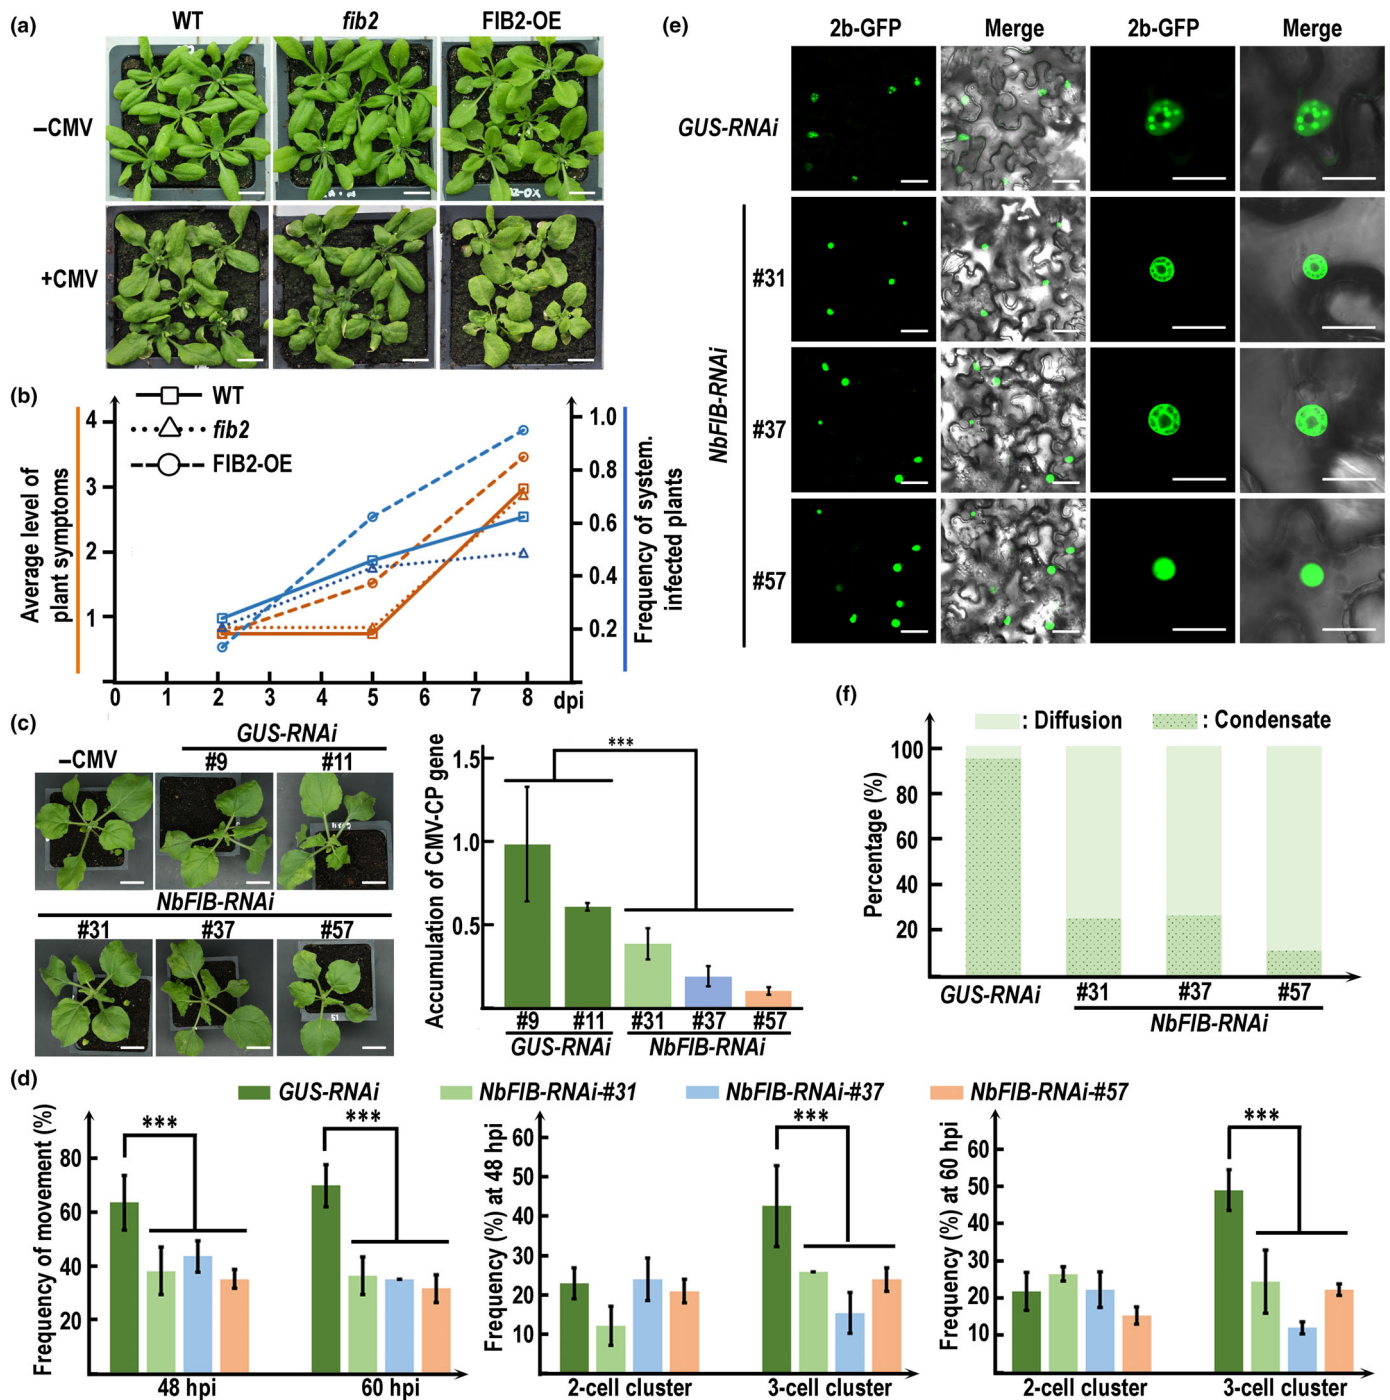 (a)
WT
fib2
FIB2-OE
–CMV
+CMV
(b)
WT
fib2
FIB2-OE
Average level of
plant symptoms
4
3
2
1
1.0
0.8
0.6
0.4
0.2
Frequency of system.
infected plants
0 1 2 3 4 5 7 8 dpi
(c)
–CMV
GUS-RNAi
#9 #11
NbFIB-RNAi
#31 #37 #57
Accumulation of CMV-CP gene
1.5
1.0
0.5
***
#9 #11 #31 #37 #57
GUS-RNAi NbFIB-RNAi
(d)
GUS-RNAi
NbFIB-RNAi-#31
NbFIB-RNAi-#37
NbFIB-RNAi-#57
Frequency of movement (%)
80
60
40
20
***
***
48 hpi 60 hpi
Frequency (%) at 48 hpi
60
50
40
30
20
10
***
2-cell cluster 3-cell cluster
Frequency (%) at 60 hpi
60
50
40
30
20
10
***
2-cell cluster 3-cell cluster
(e)
2b-GFP Merge 2b-GFP Merge
GUS-RNAi
NbFIB-RNAi
#31
#37
#57
(f)
: Diffusion
: Condensate
Percentage (%)
100
80
60
40
20
GUS-RNAi
#31 #37 #57
NbFIB-RNAi